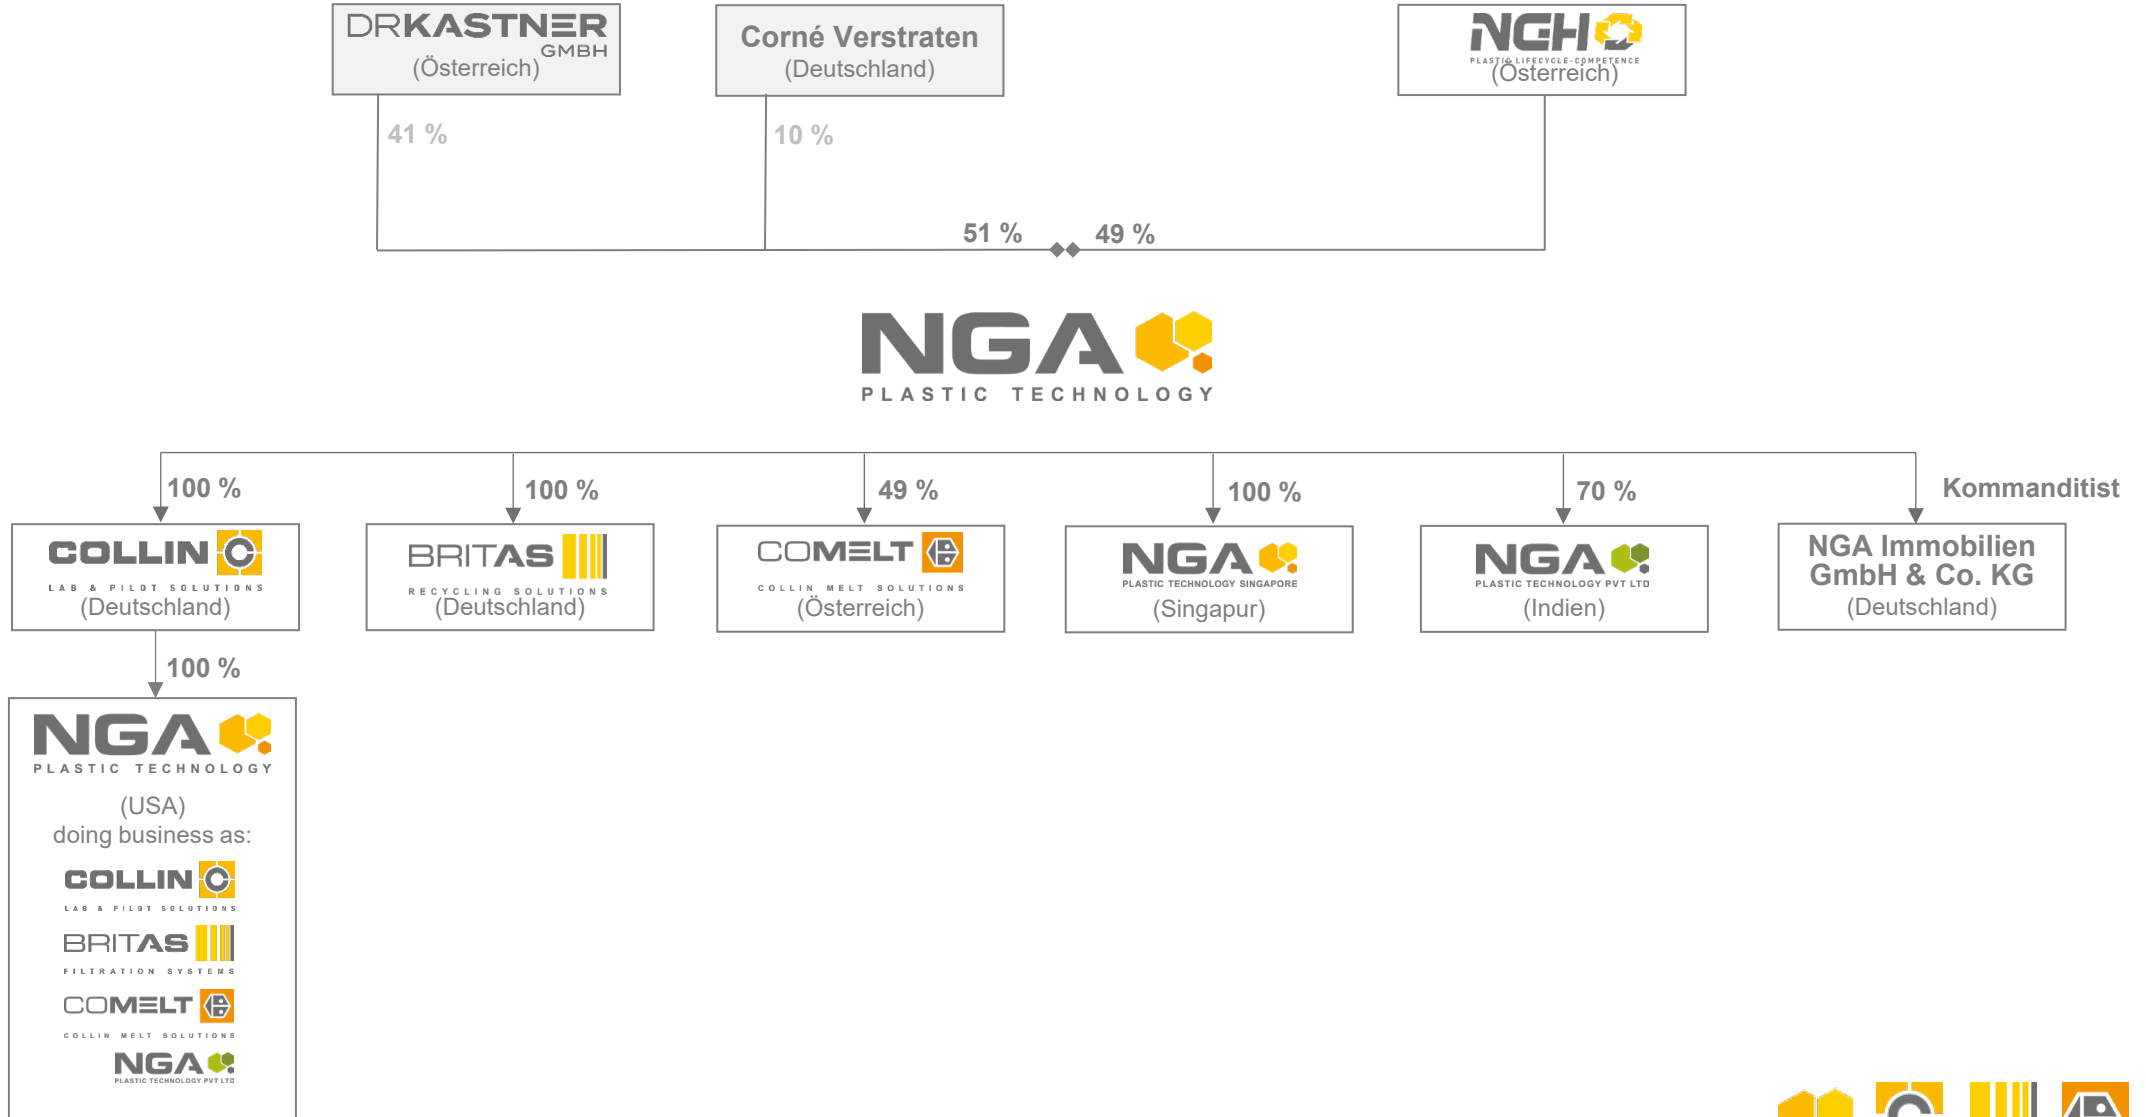 DRKASTNER
GMBH
(Österreich)
Corné Verstraten
(Deutschland)
NGH
PLASTIC LIFECYCLE-COMPETENCE
(Österreich)
41 %
10 %
51 %
49 %
NGA
PLASTIC TECHNOLOGY
100 %
100 %
49 %
100 %
70 %
Kommanditist
COLLIN
LAB & PILOT SOLUTIONS
(Deutschland)
BRITAS
RECYCLING SOLUTIONS
(Deutschland)
COMELT
COLLIN MELT SOLUTIONS
(Österreich)
NGA
PLASTIC TECHNOLOGY SINGAPORE
(Singapur)
NGA
PLASTIC TECHNOLOGY PVT LTD
(Indien)
NGA Immobilien
GmbH & Co. KG
(Deutschland)
100 %
NGA
PLASTIC TECHNOLOGY
(USA)
doing business as:
COLLIN
LAB & PILOT SOLUTIONS
BRITAS
FILTRATION SYSTEMS
COMELT
COLLIN MELT SOLUTIONS
NGA
PLASTIC TECHNOLOGY PVT LTD